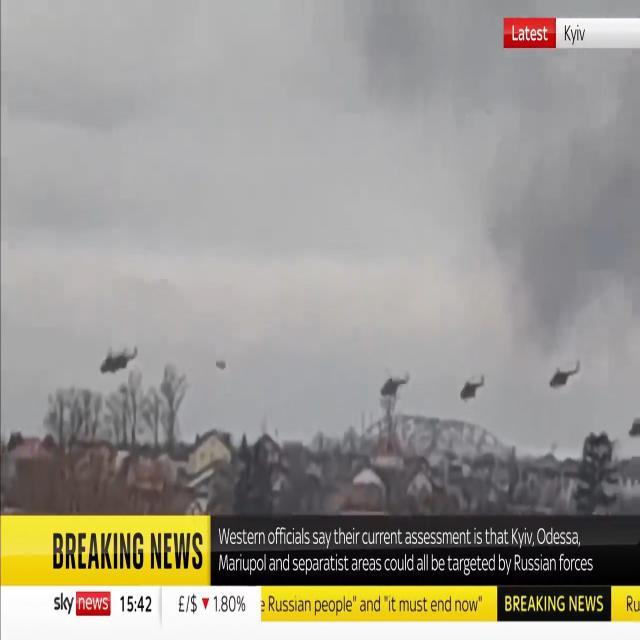 Latest Kyiv
BREAKING NEWS
Western officials say their current assessment is that Kyiv, Odessa,
Mariupol and separatist areas could all be targeted by Russian forces
sky news 15:42 £/$ ▼ 1.80% e Russian people" and "it must end now" BREAKING NEWS Ru